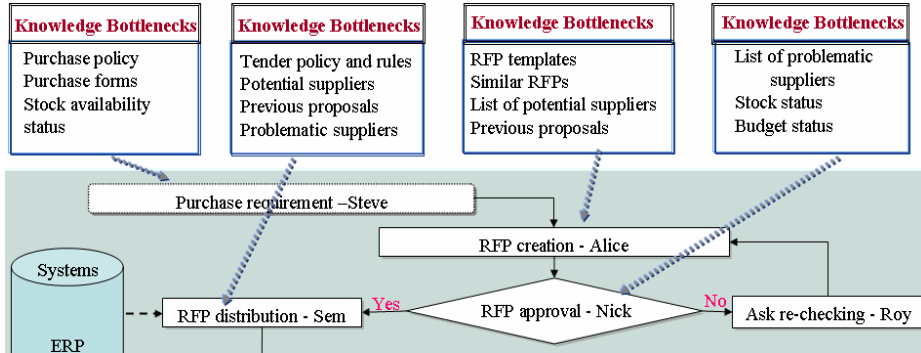 Knowledge Bottlenecks
Purchase policy
Purchase forms
Stock availability
status
Knowledge Bottlenecks
Tender policy and rules
Potential suppliers
Previous proposals
Problematic suppliers
Knowledge Bottlenecks
RFP templates
Similar RFPs
List of potential suppliers
Previous proposals
Knowledge Bottlenecks
List of problematic
suppliers
Stock status
Budget status
Purchase requirement –Steve
RFP creation - Alice
Systems
ERP
RFP distribution - Sem
Yes
RFP approval - Nick
No
Ask re-checking - Roy